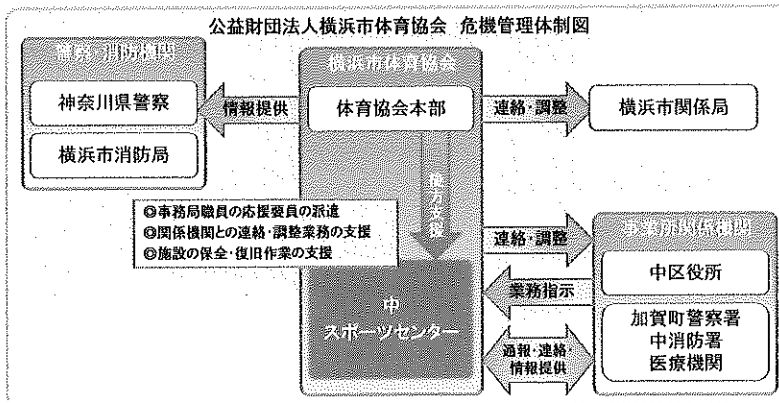 公益財団法人横浜市体育協会 危機管理体制図
警察・消防機関
神奈川県警察
横浜市消防局
情報提供
横浜市体育協会
体育協会本部
連絡・調整
横浜市関係局
後方支援
◎事務局職員の応援要員の派遣
◎関係機関との連絡・調整業務の支援
◎施設の保全・復旧作業の支援
中
スポーツセンター
連絡・調整
業務指示
通報・連絡
情報提供
事業所関係機関
中区役所
加賀町警察署
中消防署
医療機関